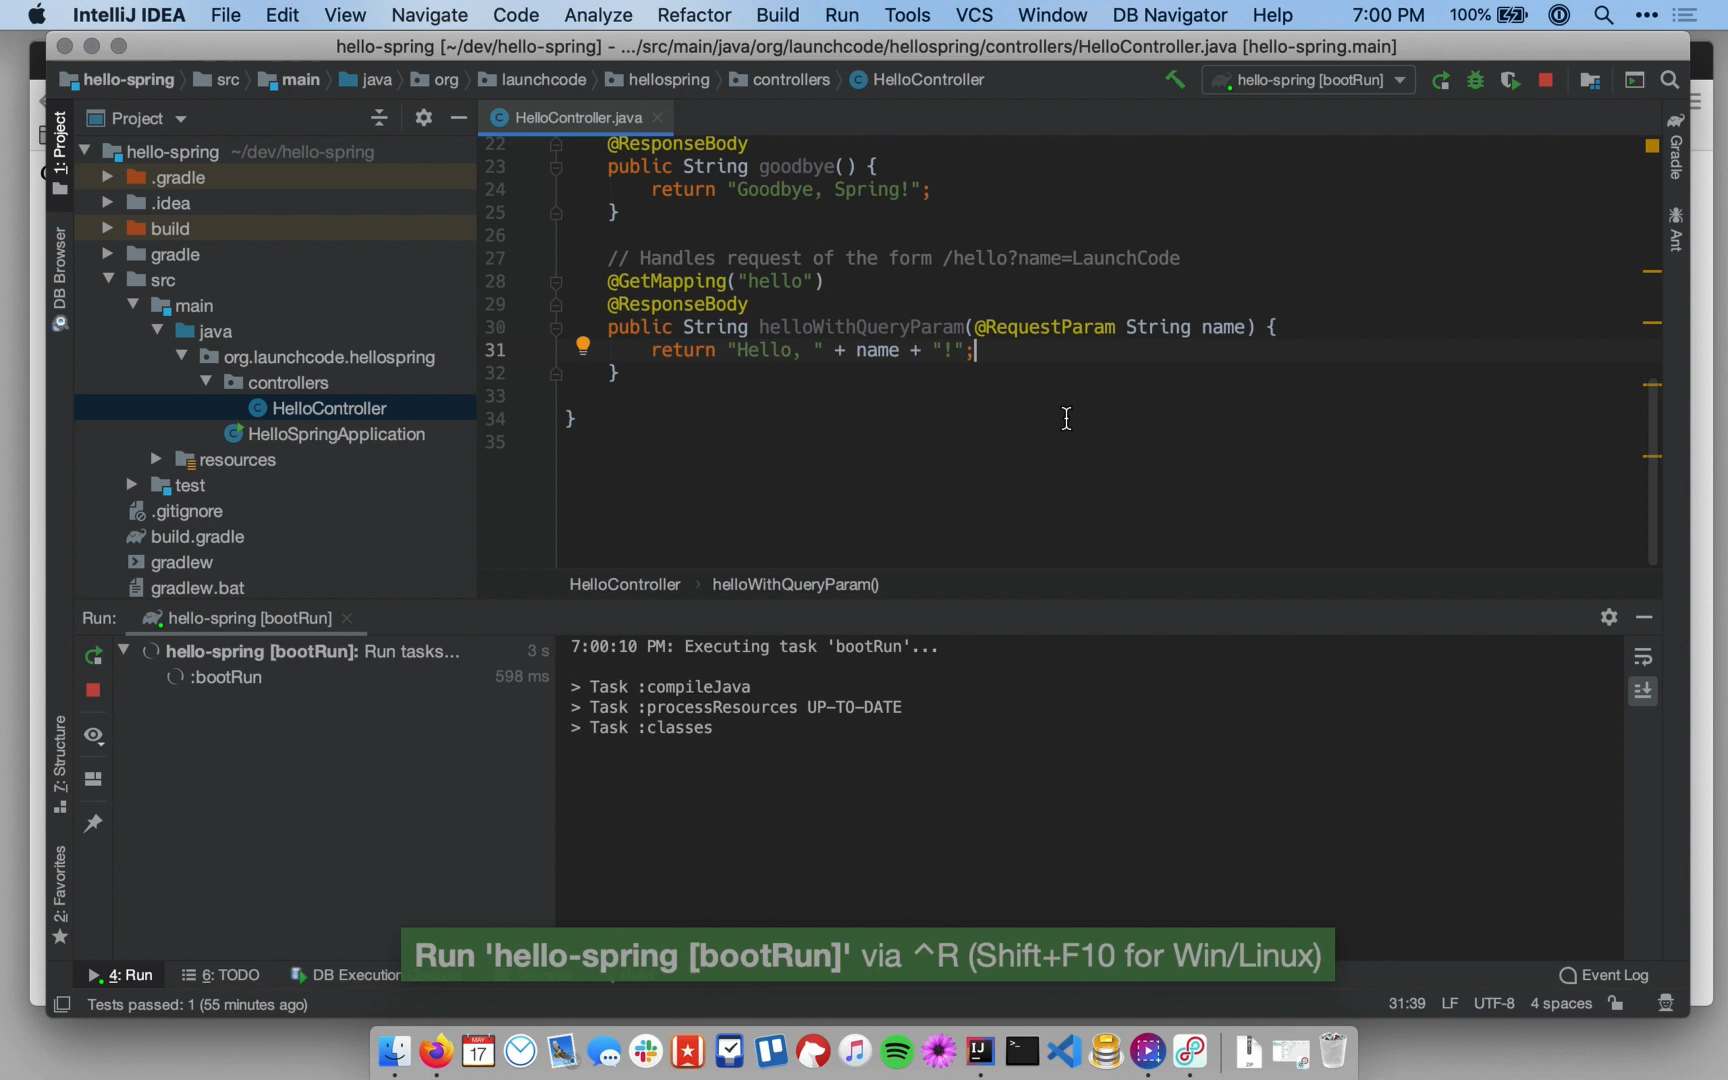 IntelliJ IDEA File Edit View Navigate Code Analyze Refactor Build Run Tools VCS Window DB Navigator Help 7:00 PM 100%
hello-spring [~/dev/hello-spring] - .../src/main/java/org/launchcode/hellospring/controllers/HelloController.java [hello-spring.main]
hello-spring src main java org launchcode hellospring controllers HelloController hello-spring [bootRun]
Project HelloController.java
1: Project
DB Browser
7: Structure
2: Favorites
hello-spring ~/dev/hello-spring
.gradle
.idea
build
gradle
src
main
java
org.launchcode.hellospring
controllers
HelloController
HelloSpringApplication
resources
test
.gitignore
build.gradle
gradlew
gradlew.bat
22 @ResponseBody
23 public String goodbye() {
24 return "Goodbye, Spring!";
25 }
26
27 // Handles request of the form /hello?name=LaunchCode
28 @GetMapping("hello")
29 @ResponseBody
30 public String helloWithQueryParam(@RequestParam String name) {
31 return "Hello, " + name + "!";
32 }
33
34 }
35
Gradle
Ant
HelloController › helloWithQueryParam()
Run: hello-spring [bootRun]
hello-spring [bootRun]: Run tasks... 3 s
:bootRun 598 ms
7:00:10 PM: Executing task 'bootRun'...
> Task :compileJava
> Task :processResources UP-TO-DATE
> Task :classes
Run 'hello-spring [bootRun]' via ^R (Shift+F10 for Win/Linux)
4: Run 6: TODO DB Execution Event Log
Tests passed: 1 (55 minutes ago) 31:39 LF UTF-8 4 spaces
MAY
17
IJ
>_
ZIP